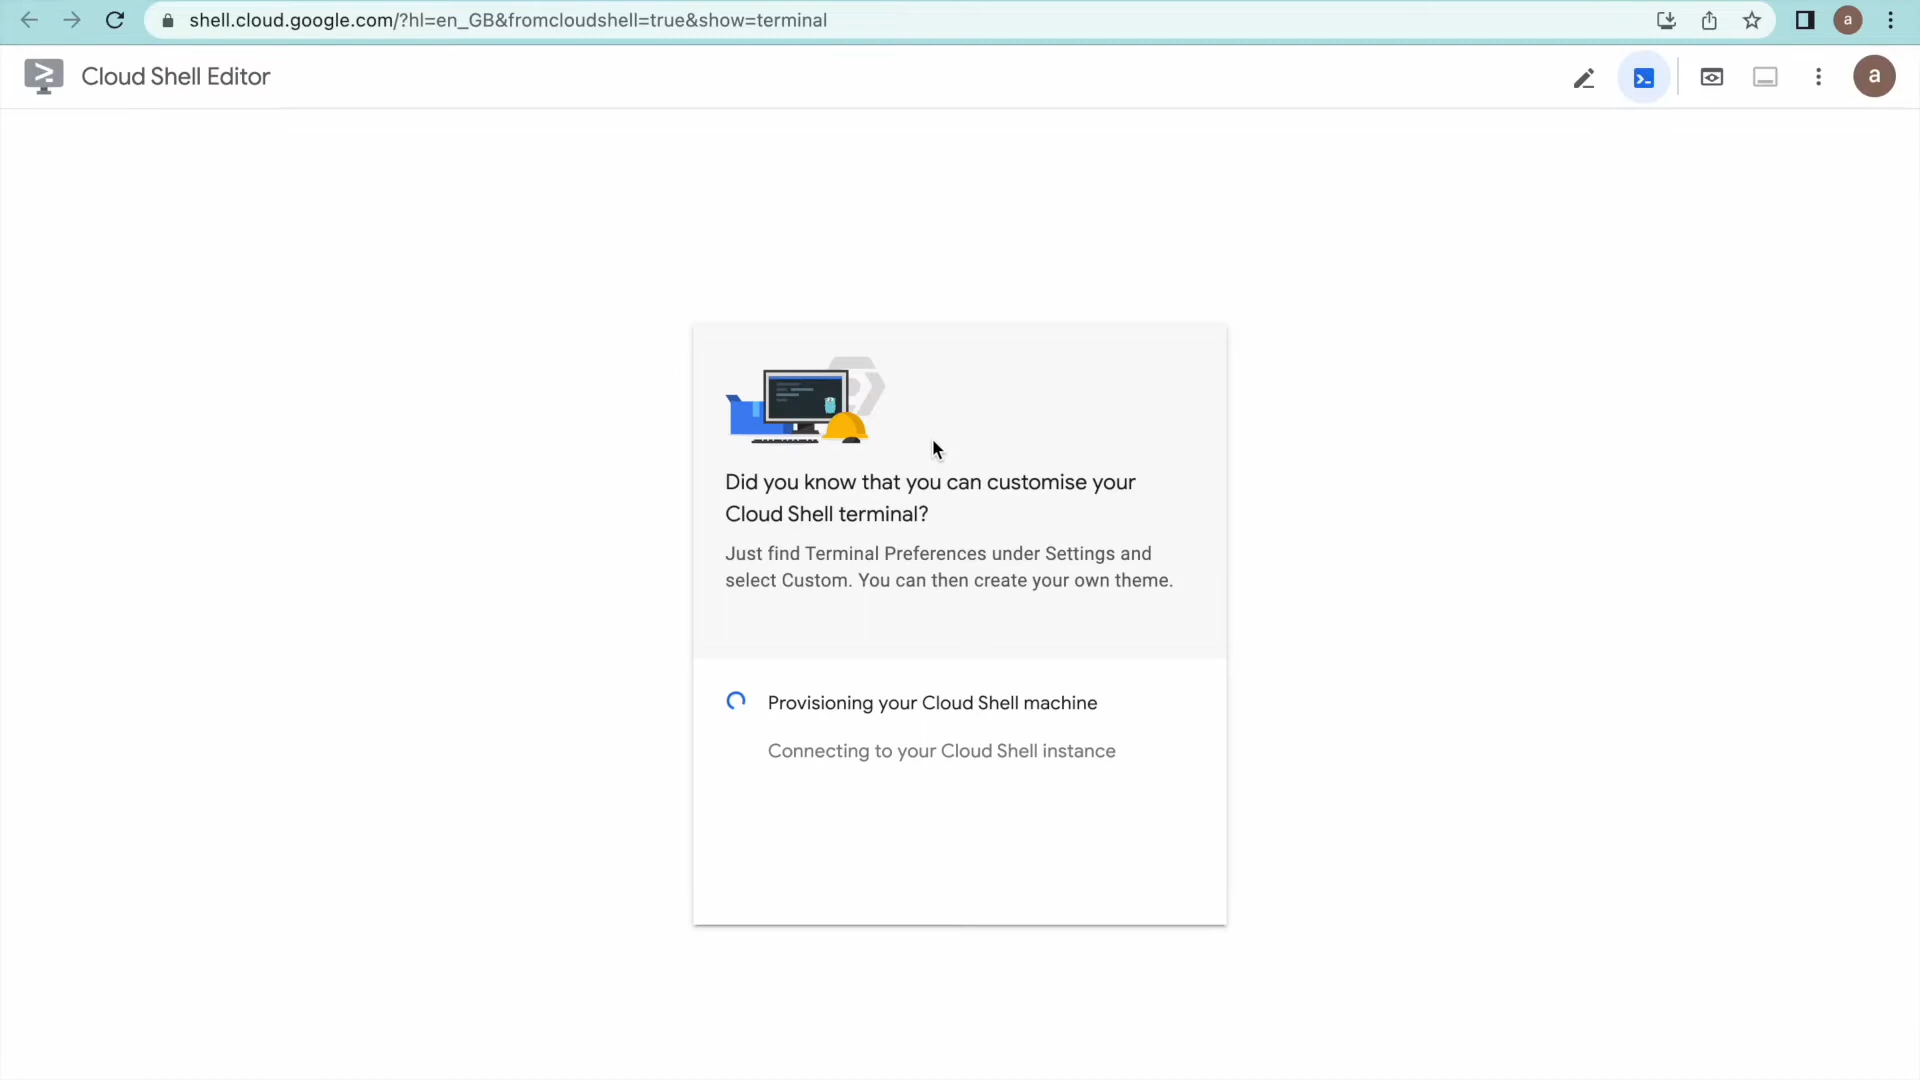 shell.cloud.google.com/?hl=en_GB&fromcloudshell=true&show=terminal
a
Cloud Shell Editor
a
Did you know that you can customise your
Cloud Shell terminal?
Just find Terminal Preferences under Settings and
select Custom. You can then create your own theme.
Provisioning your Cloud Shell machine
Connecting to your Cloud Shell instance